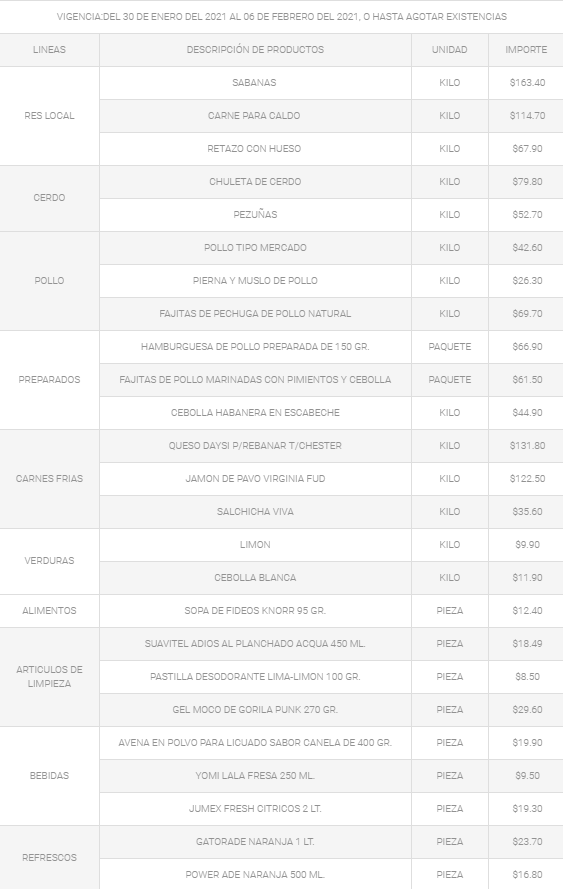 VIGENCIA:DEL 30 DE ENERO DEL 2021 AL 06 DE FEBRERO DEL 2021, O HASTA AGOTAR EXISTENCIAS
LINEAS DESCRIPCIÓN DE PRODUCTOS UNIDAD IMPORTE
RES LOCAL
SABANAS KILO $163.40
CARNE PARA CALDO KILO $114.70
RETAZO CON HUESO KILO $67.90
CERDO
CHULETA DE CERDO KILO $79.80
PEZUÑAS KILO $52.70
POLLO
POLLO TIPO MERCADO KILO $42.60
PIERNA Y MUSLO DE POLLO KILO $26.30
FAJITAS DE PECHUGA DE POLLO NATURAL KILO $69.70
PREPARADOS
HAMBURGUESA DE POLLO PREPARADA DE 150 GR. PAQUETE $66.90
FAJITAS DE POLLO MARINADAS CON PIMIENTOS Y CEBOLLA PAQUETE $61.50
CEBOLLA HABANERA EN ESCABECHE KILO $44.90
CARNES FRIAS
QUESO DAYSI P/REBANAR T/CHESTER KILO $131.80
JAMON DE PAVO VIRGINIA FUD KILO $122.50
SALCHICHA VIVA KILO $35.60
VERDURAS
LIMON KILO $9.90
CEBOLLA BLANCA KILO $11.90
ALIMENTOS SOPA DE FIDEOS KNORR 95 GR. PIEZA $12.40
ARTICULOS DE
LIMPIEZA
SUAVITEL ADIOS AL PLANCHADO ACQUA 450 ML. PIEZA $18.49
PASTILLA DESODORANTE LIMA-LIMON 100 GR. PIEZA $8.50
GEL MOCO DE GORILA PUNK 270 GR. PIEZA $29.60
BEBIDAS
AVENA EN POLVO PARA LICUADO SABOR CANELA DE 400 GR. PIEZA $19.90
YOMI LALA FRESA 250 ML. PIEZA $9.50
JUMEX FRESH CITRICOS 2 LT. PIEZA $19.30
REFRESCOS
GATORADE NARANJA 1 LT. PIEZA $23.70
POWER ADE NARANJA 500 ML. PIEZA $16.80